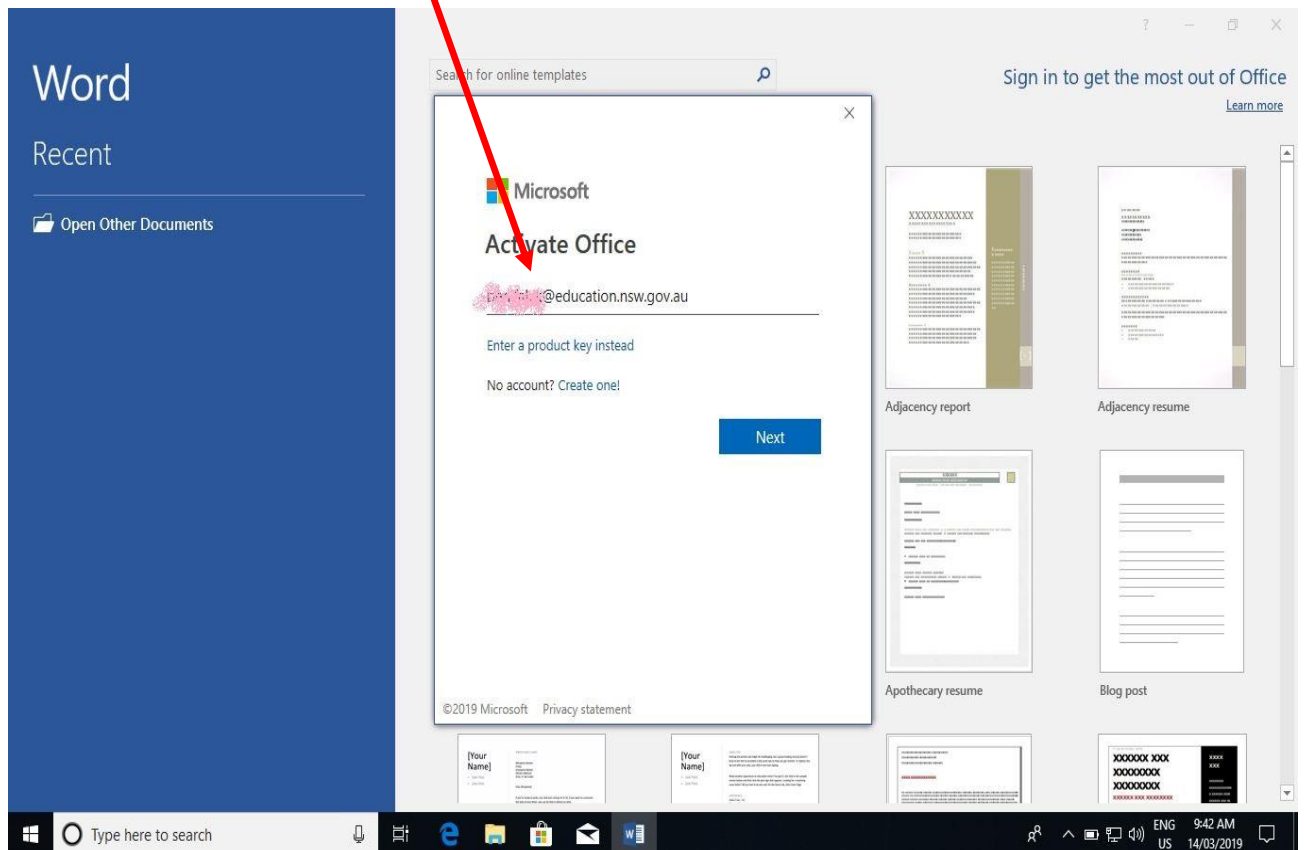 Word
Recent
Open Other Documents
Search for online templates
Sign in to get the most out of Office
Learn more
Microsoft
Activate Office
@education.nsw.gov.au
Enter a product key instead
No account? Create one!
Next
©2019 Microsoft Privacy statement
XXXXXXXXXXX
Adjacency report
Adjacency resume
Apothecary resume
Blog post
[Your
Name]
[Your
Name]
XXXXXX XXX
XXXXXXXX
XXXXXXXX
XXXX
XXX
Type here to search
ENG
US
9:42 AM
14/03/2019